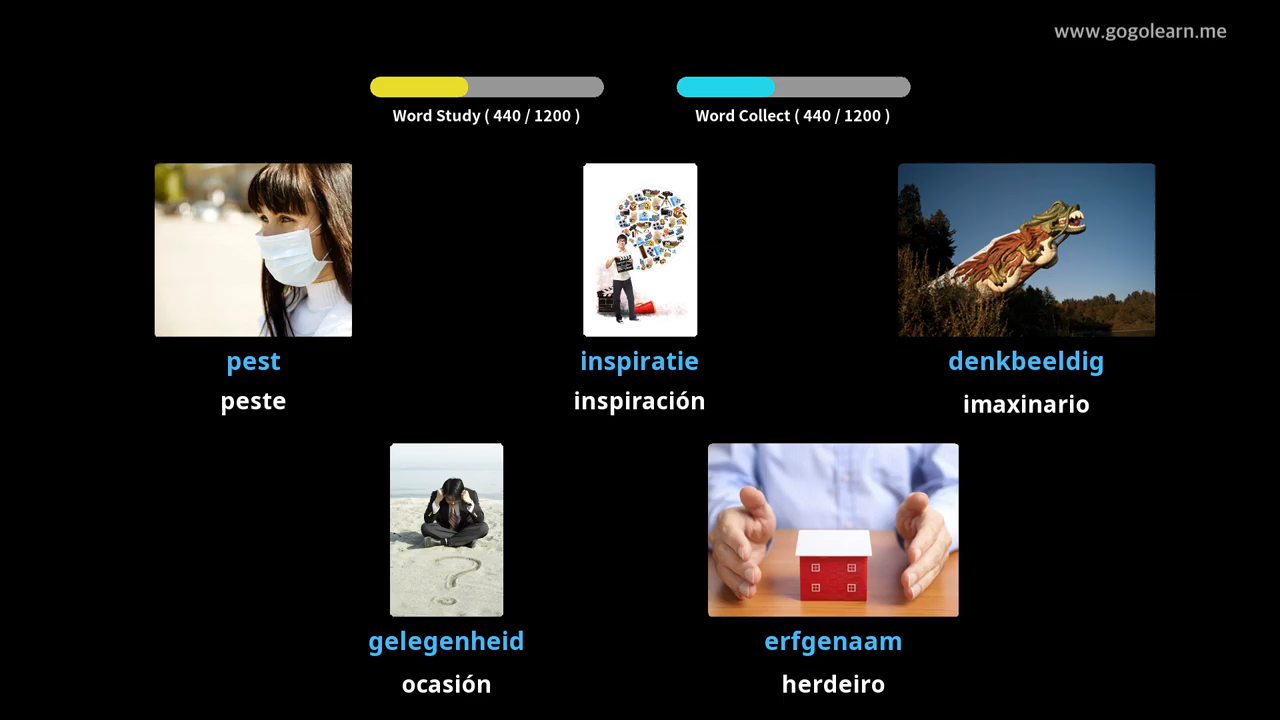 www.gogolearn.me
Word Study ( 440 / 1200 )
Word Collect ( 440 / 1200 )
pest
peste
inspiratie
inspiración
denkbeeldig
imaxinario
gelegenheid
ocasión
erfgenaam
herdeiro